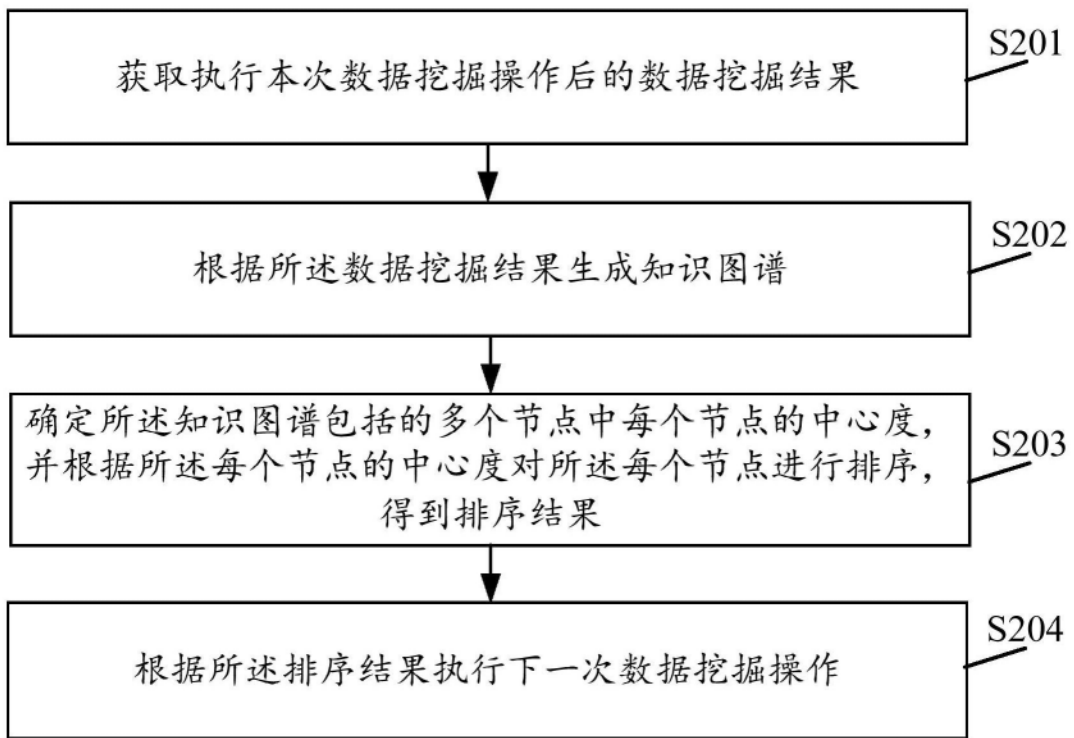 获取执行本次数据挖掘操作后的数据挖掘结果
S201
根据所述数据挖掘结果生成知识图谱
S202
确定所述知识图谱包括的多个节点中每个节点的中心度，
并根据所述每个节点的中心度对所述每个节点进行排序，
得到排序结果
S203
根据所述排序结果执行下一次数据挖掘操作
S204